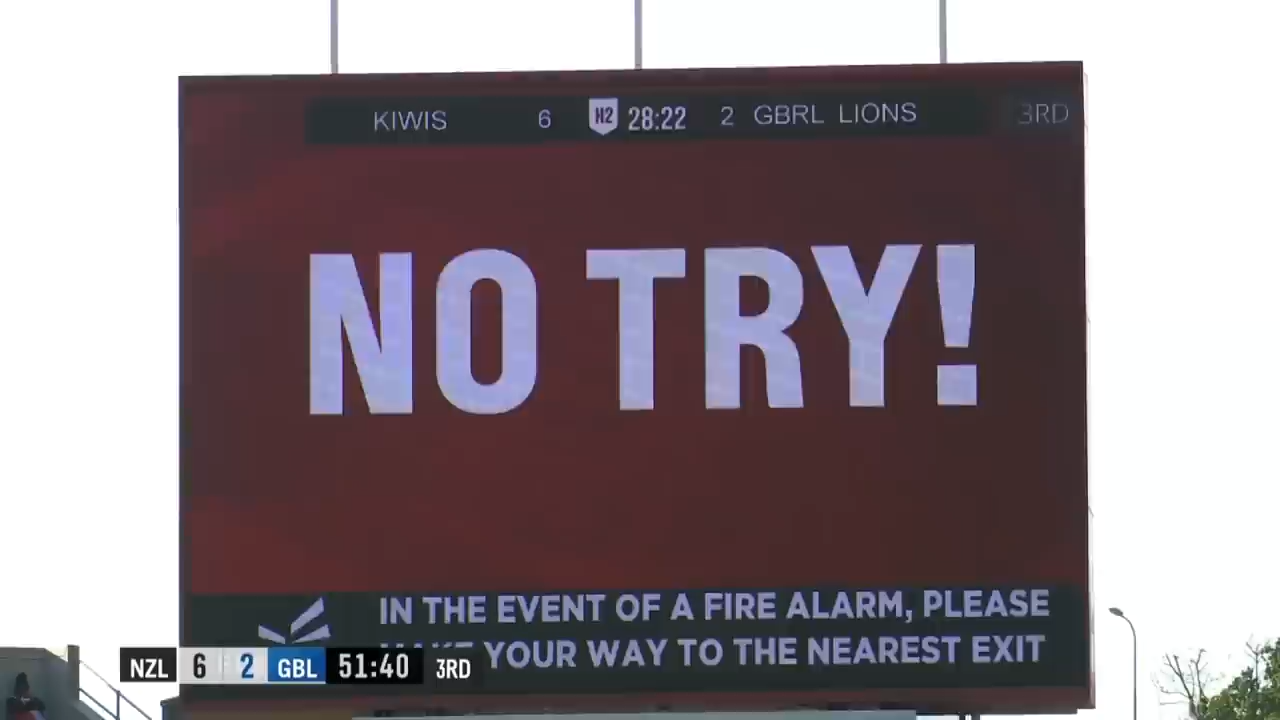 KIWIS 6 H2 28:22 2 GBRL LIONS 3RD
NO TRY!
IN THE EVENT OF A FIRE ALARM, PLEASE
YOUR WAY TO THE NEAREST EXIT
NZL 6 2 GBL 51:40 3RD